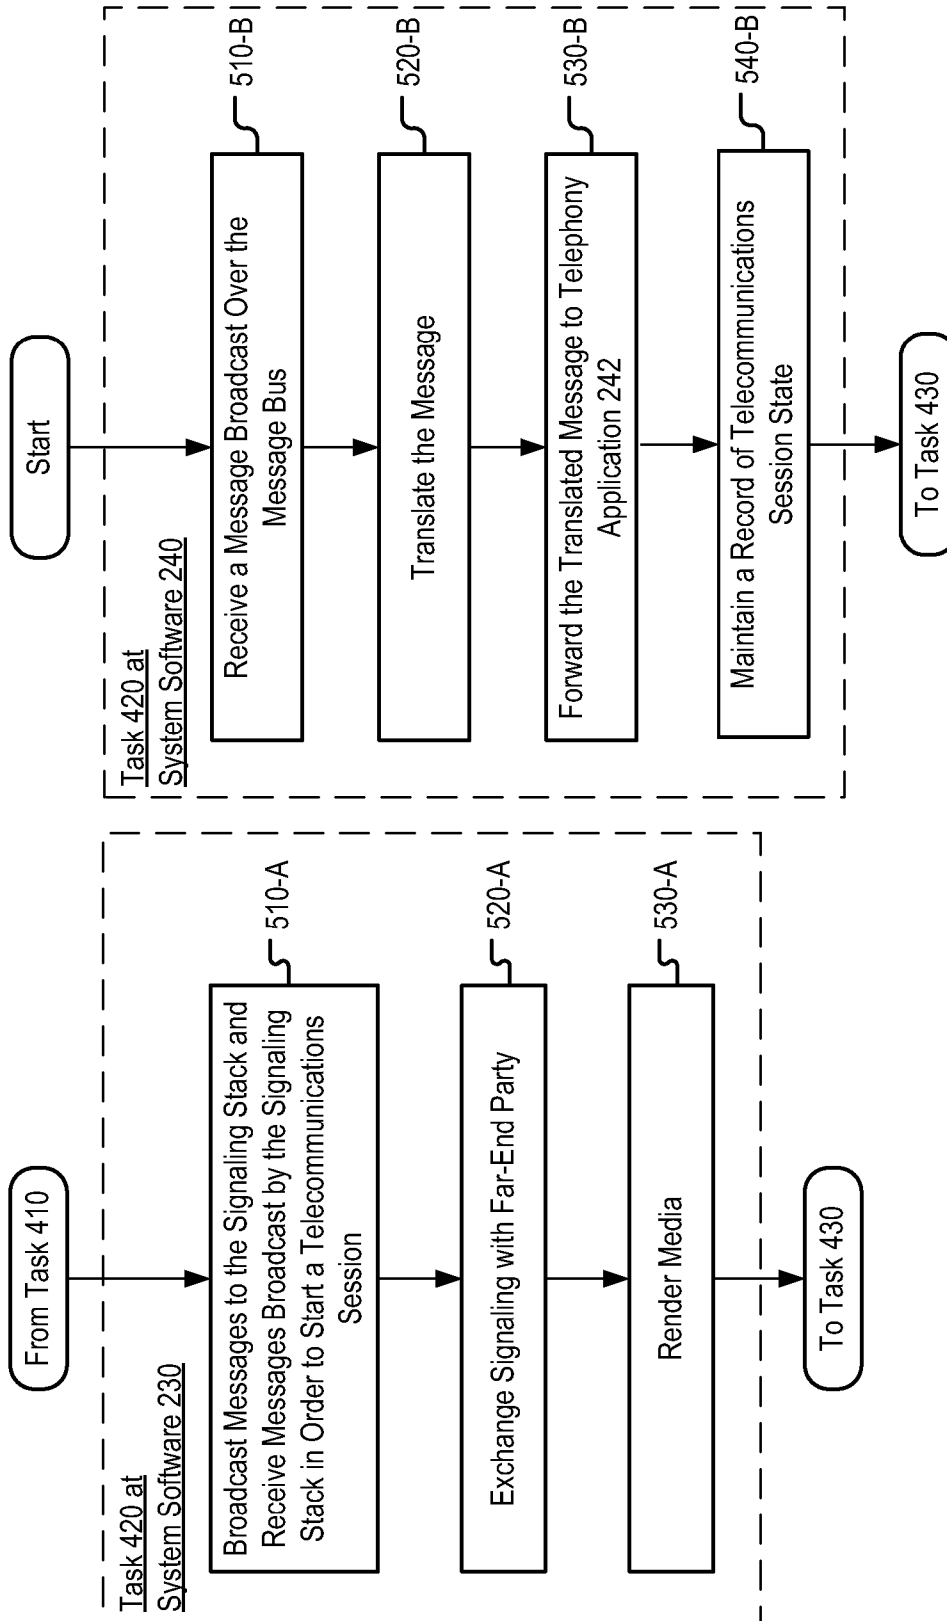 From Task 410
Task 420 at
System Software 230
Broadcast Messages to the Signaling Stack and
Receive Messages Broadcast by the Signaling
Stack in Order to Start a Telecommunications
Session
510-A
Exchange Signaling with Far-End Party
520-A
Render Media
530-A
To Task 430
Start
Task 420 at
System Software 240
Receive a Message Broadcast Over the
Message Bus
510-B
Translate the Message
520-B
Forward the Translated Message to Telephony
Application 242
530-B
Maintain a Record of Telecommunications
Session State
540-B
To Task 430